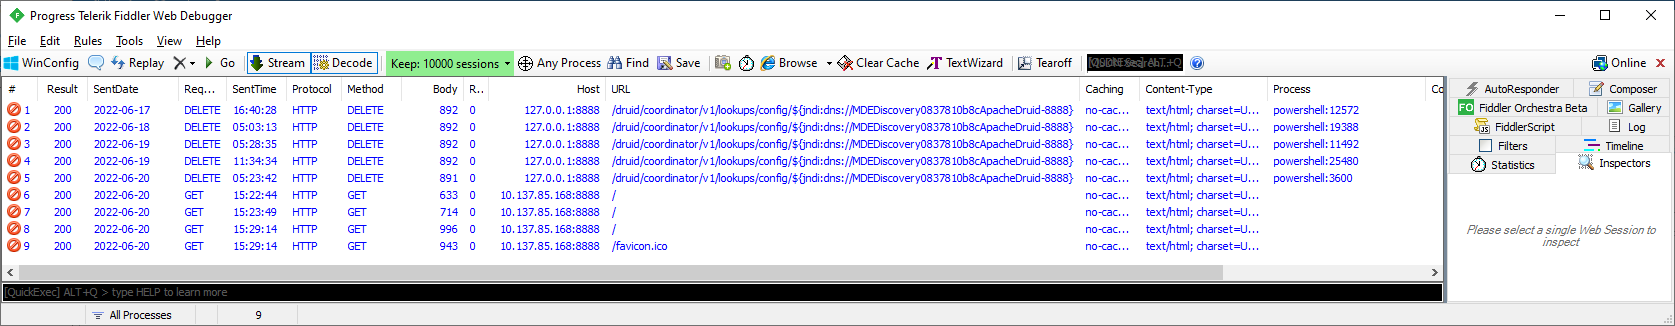 Progress Telerik Fiddler Web Debugger
File Edit Rules Tools View Help
WinConfig Replay Go Stream Decode Keep: 10000 sessions Any Process Find Save Browse Clear Cache TextWizard Tearoff Online
# Result SentDate Req... SentTime Protocol Method Body R.. Host URL Caching Content-Type Process Co
1 200 2022-06-17 DELETE 16:40:28 HTTP DELETE 892 0 127.0.0.1:8888 /druid/coordinator/v1/lookups/config/${jndi:dns://MDEDiscovery0837810b8cApacheDruid-8888} no-cac... text/html; charset=U... powershell:12572
2 200 2022-06-18 DELETE 05:03:13 HTTP DELETE 892 0 127.0.0.1:8888 /druid/coordinator/v1/lookups/config/${jndi:dns://MDEDiscovery0837810b8cApacheDruid-8888} no-cac... text/html; charset=U... powershell:19388
3 200 2022-06-19 DELETE 05:28:35 HTTP DELETE 892 0 127.0.0.1:8888 /druid/coordinator/v1/lookups/config/${jndi:dns://MDEDiscovery0837810b8cApacheDruid-8888} no-cac... text/html; charset=U... powershell:11492
4 200 2022-06-19 DELETE 11:34:34 HTTP DELETE 892 0 127.0.0.1:8888 /druid/coordinator/v1/lookups/config/${jndi:dns://MDEDiscovery0837810b8cApacheDruid-8888} no-cac... text/html; charset=U... powershell:25480
5 200 2022-06-20 DELETE 05:23:42 HTTP DELETE 891 0 127.0.0.1:8888 /druid/coordinator/v1/lookups/config/${jndi:dns://MDEDiscovery0837810b8cApacheDruid-8888} no-cac... text/html; charset=U... powershell:3600
6 200 2022-06-20 GET 15:22:44 HTTP GET 633 0 10.137.85.168:8888 / no-cac... text/html; charset=U...
7 200 2022-06-20 GET 15:23:49 HTTP GET 714 0 10.137.85.168:8888 / no-cac... text/html; charset=U...
8 200 2022-06-20 GET 15:29:14 HTTP GET 996 0 10.137.85.168:8888 / no-cac... text/html; charset=U...
9 200 2022-06-20 GET 15:29:14 HTTP GET 943 0 10.137.85.168:8888 /favicon.ico no-cac... text/html; charset=U...
[QuickExec] ALT+Q > type HELP to learn more
All Processes 9
AutoResponder Composer
FO Fiddler Orchestra Beta Gallery
FiddlerScript Log
Filters Timeline
Statistics Inspectors
Please select a single Web Session to
inspect